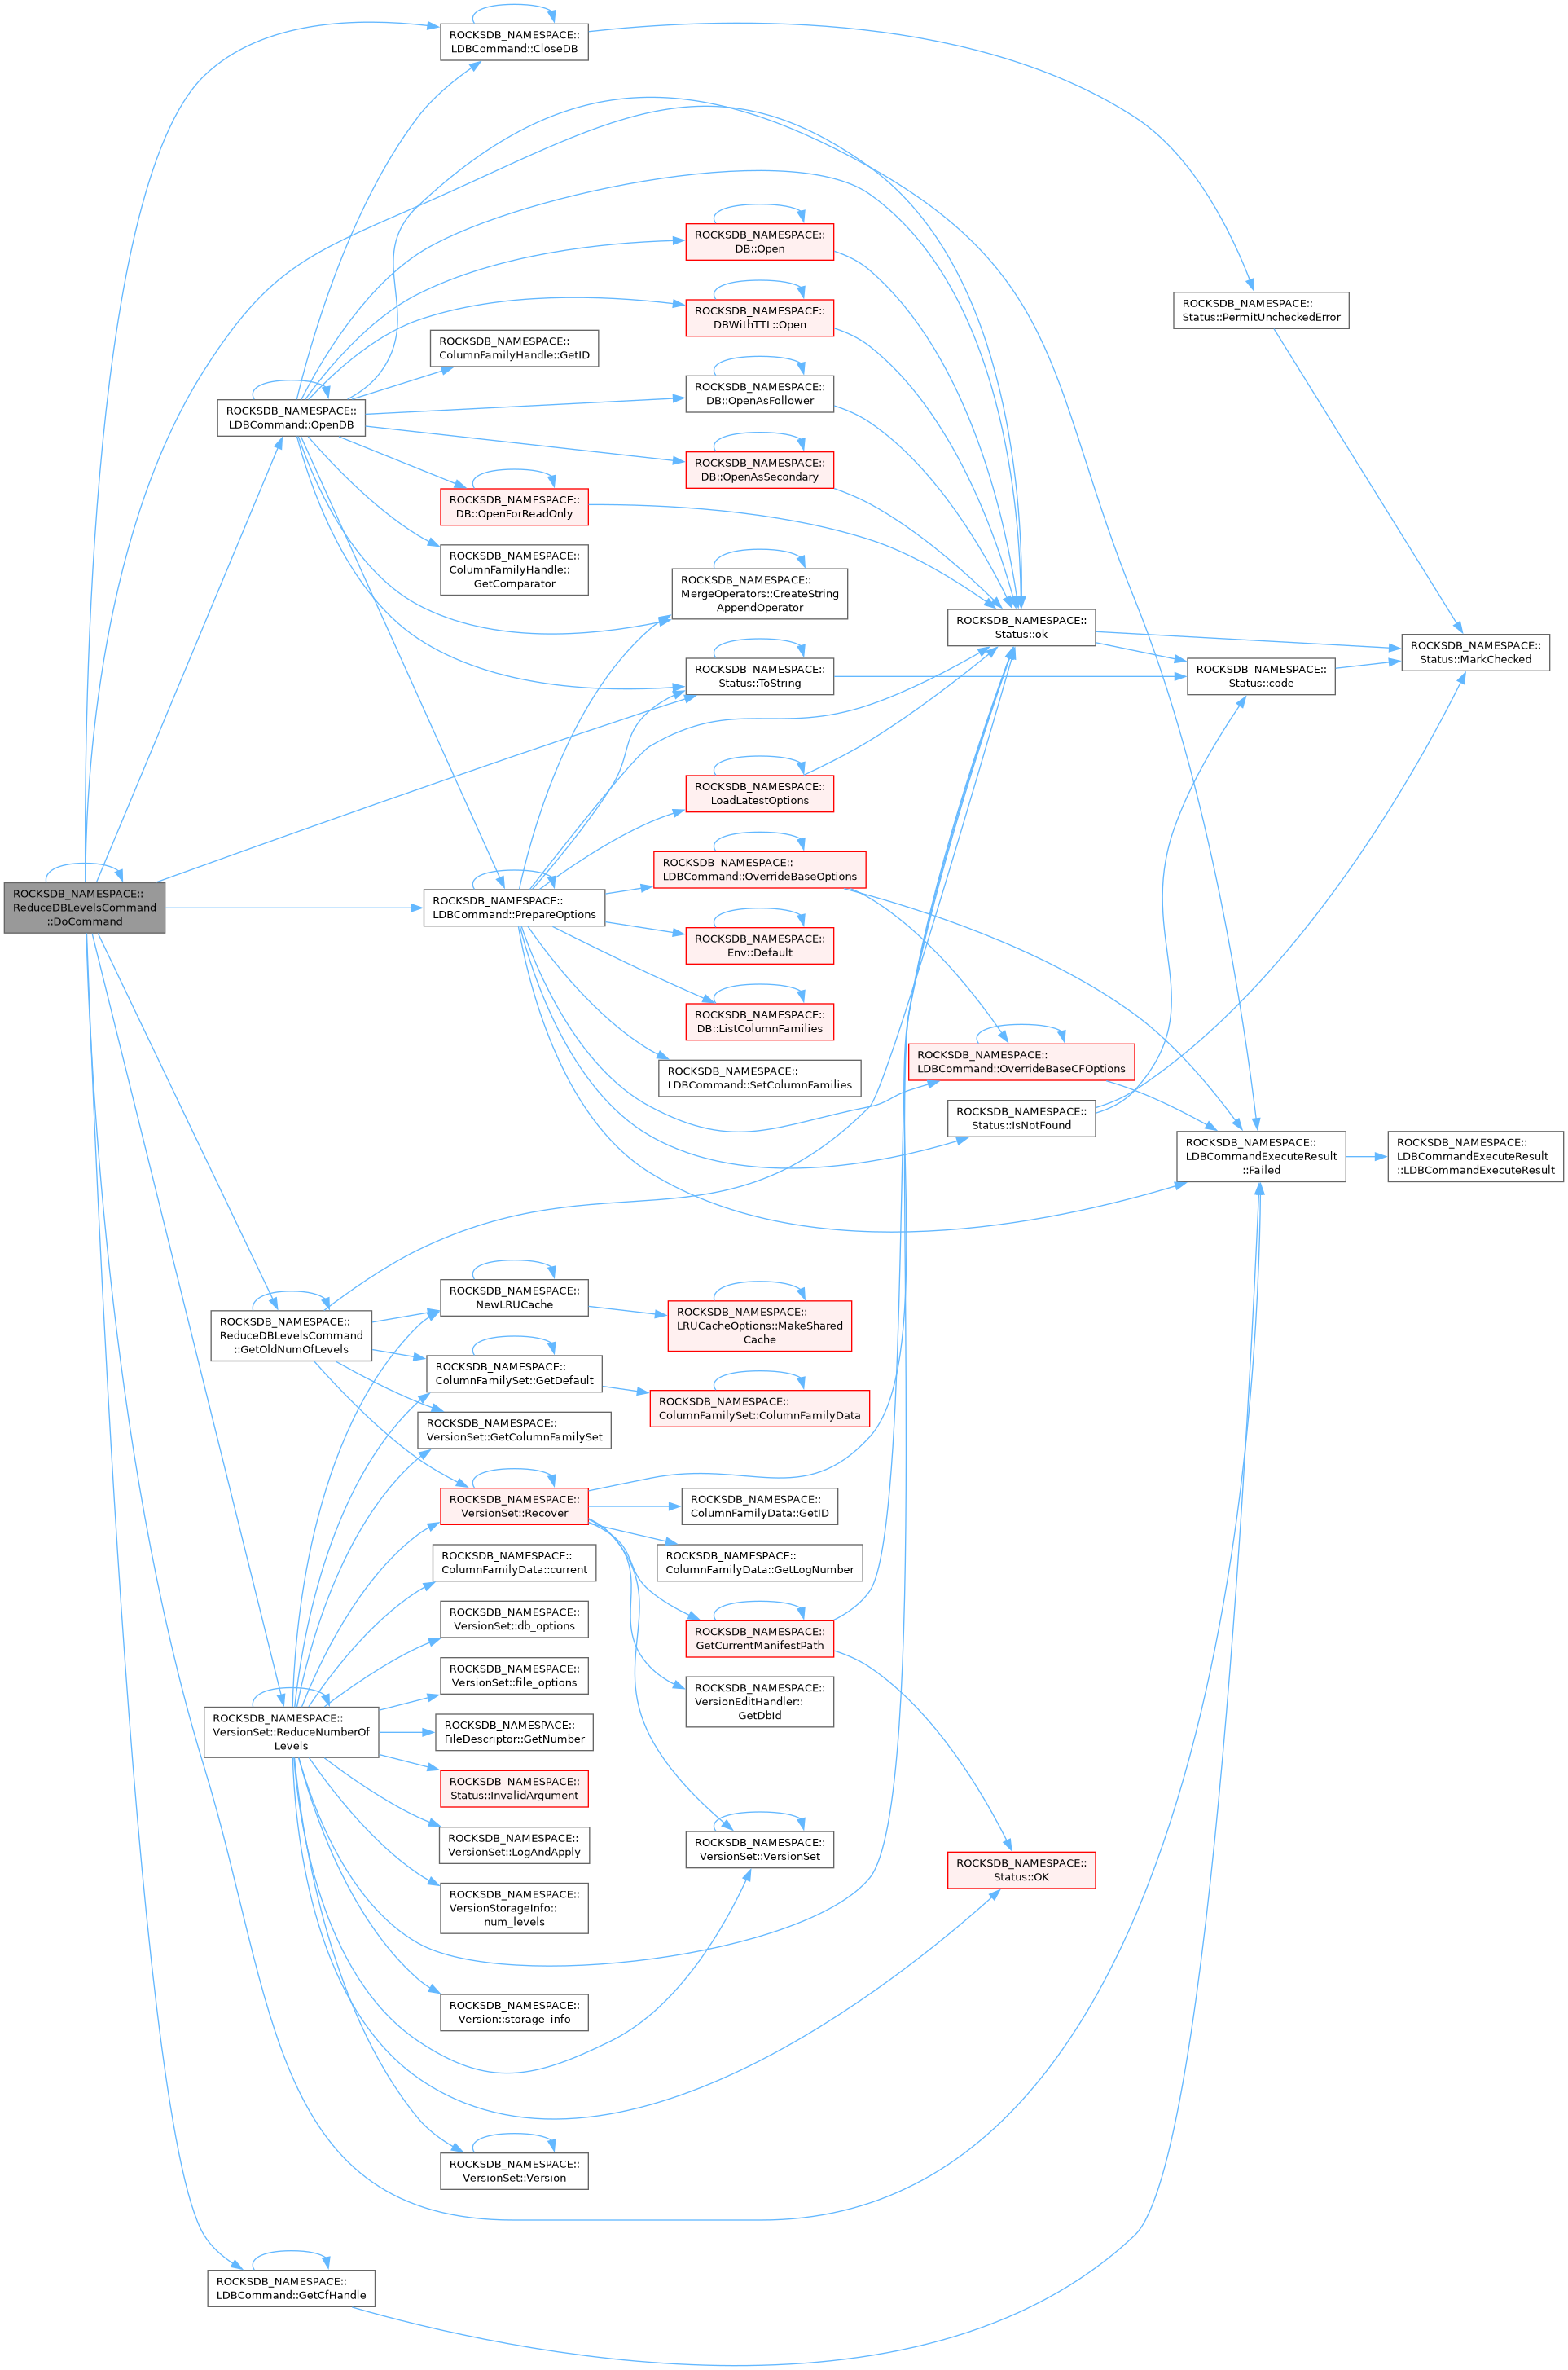 ROCKSDB_NAMESPACE::
LDBCommand::CloseDB
ROCKSDB_NAMESPACE::
DB::Open
ROCKSDB_NAMESPACE::
DBWithTTL::Open
ROCKSDB_NAMESPACE::
Status::PermitUncheckedError
ROCKSDB_NAMESPACE::
ColumnFamilyHandle::GetID
ROCKSDB_NAMESPACE::
DB::OpenAsFollower
ROCKSDB_NAMESPACE::
LDBCommand::OpenDB
ROCKSDB_NAMESPACE::
DB::OpenAsSecondary
ROCKSDB_NAMESPACE::
DB::OpenForReadOnly
ROCKSDB_NAMESPACE::
ColumnFamilyHandle::
GetComparator
ROCKSDB_NAMESPACE::
MergeOperators::CreateString
AppendOperator
ROCKSDB_NAMESPACE::
Status::ok
ROCKSDB_NAMESPACE::
Status::MarkChecked
ROCKSDB_NAMESPACE::
Status::ToString
ROCKSDB_NAMESPACE::
Status::code
ROCKSDB_NAMESPACE::
LoadLatestOptions
ROCKSDB_NAMESPACE::
LDBCommand::OverrideBaseOptions
ROCKSDB_NAMESPACE::
ReduceDBLevelsCommand
::DoCommand
ROCKSDB_NAMESPACE::
LDBCommand::PrepareOptions
ROCKSDB_NAMESPACE::
Env::Default
ROCKSDB_NAMESPACE::
DB::ListColumnFamilies
ROCKSDB_NAMESPACE::
LDBCommand::OverrideBaseCFOptions
ROCKSDB_NAMESPACE::
LDBCommand::SetColumnFamilies
ROCKSDB_NAMESPACE::
Status::IsNotFound
ROCKSDB_NAMESPACE::
LDBCommandExecuteResult
::Failed
ROCKSDB_NAMESPACE::
LDBCommandExecuteResult
::LDBCommandExecuteResult
ROCKSDB_NAMESPACE::
NewLRUCache
ROCKSDB_NAMESPACE::
LRUCacheOptions::MakeShared
Cache
ROCKSDB_NAMESPACE::
ReduceDBLevelsCommand
::GetOldNumOfLevels
ROCKSDB_NAMESPACE::
ColumnFamilySet::GetDefault
ROCKSDB_NAMESPACE::
ColumnFamilySet::ColumnFamilyData
ROCKSDB_NAMESPACE::
VersionSet::GetColumnFamilySet
ROCKSDB_NAMESPACE::
VersionSet::Recover
ROCKSDB_NAMESPACE::
ColumnFamilyData::GetID
ROCKSDB_NAMESPACE::
ColumnFamilyData::current
ROCKSDB_NAMESPACE::
ColumnFamilyData::GetLogNumber
ROCKSDB_NAMESPACE::
VersionSet::db_options
ROCKSDB_NAMESPACE::
GetCurrentManifestPath
ROCKSDB_NAMESPACE::
VersionSet::file_options
ROCKSDB_NAMESPACE::
VersionEditHandler::
GetDbId
ROCKSDB_NAMESPACE::
VersionSet::ReduceNumberOf
Levels
ROCKSDB_NAMESPACE::
FileDescriptor::GetNumber
ROCKSDB_NAMESPACE::
Status::InvalidArgument
ROCKSDB_NAMESPACE::
VersionSet::LogAndApply
ROCKSDB_NAMESPACE::
VersionSet::VersionSet
ROCKSDB_NAMESPACE::
Status::OK
ROCKSDB_NAMESPACE::
VersionStorageInfo::
num_levels
ROCKSDB_NAMESPACE::
Version::storage_info
ROCKSDB_NAMESPACE::
VersionSet::Version
ROCKSDB_NAMESPACE::
LDBCommand::GetCfHandle